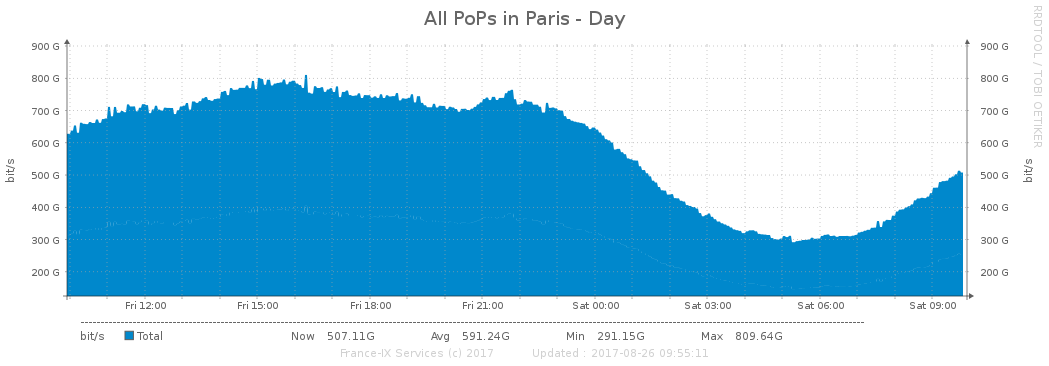 All PoPs in Paris - Day
RRDTOOL / TOBI OETIKER
900 G 900 G
800 G 800 G
700 G 700 G
600 G 600 G
500 G 500 G
400 G 400 G
300 G 300 G
200 G 200 G
bit/s bit/s
Fri 12:00 Fri 15:00 Fri 18:00 Fri 21:00 Sat 00:00 Sat 03:00 Sat 06:00 Sat 09:00
bit/s Total Now 507.11G Avg 591.24G Min 291.15G Max 809.64G
France-IX Services (c) 2017 Updated : 2017-08-26 09:55:11